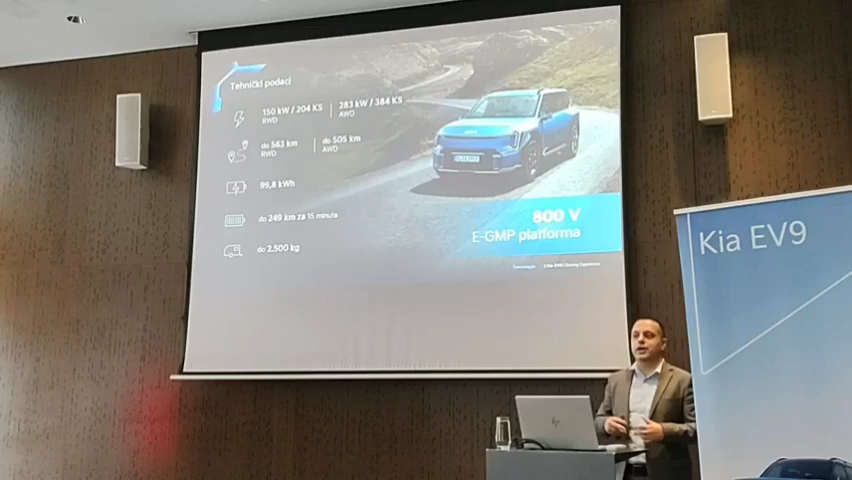 Tehnički podaci
150 kW / 204 KS
RWD
283 kW / 384 KS
AWD
do 563 km
RWD
do 505 km
AWD
99,8 kWh
do 249 km za 15 minuta
do 2.500 kg
800 V
E-GMP platforma
Kia EV9
hp